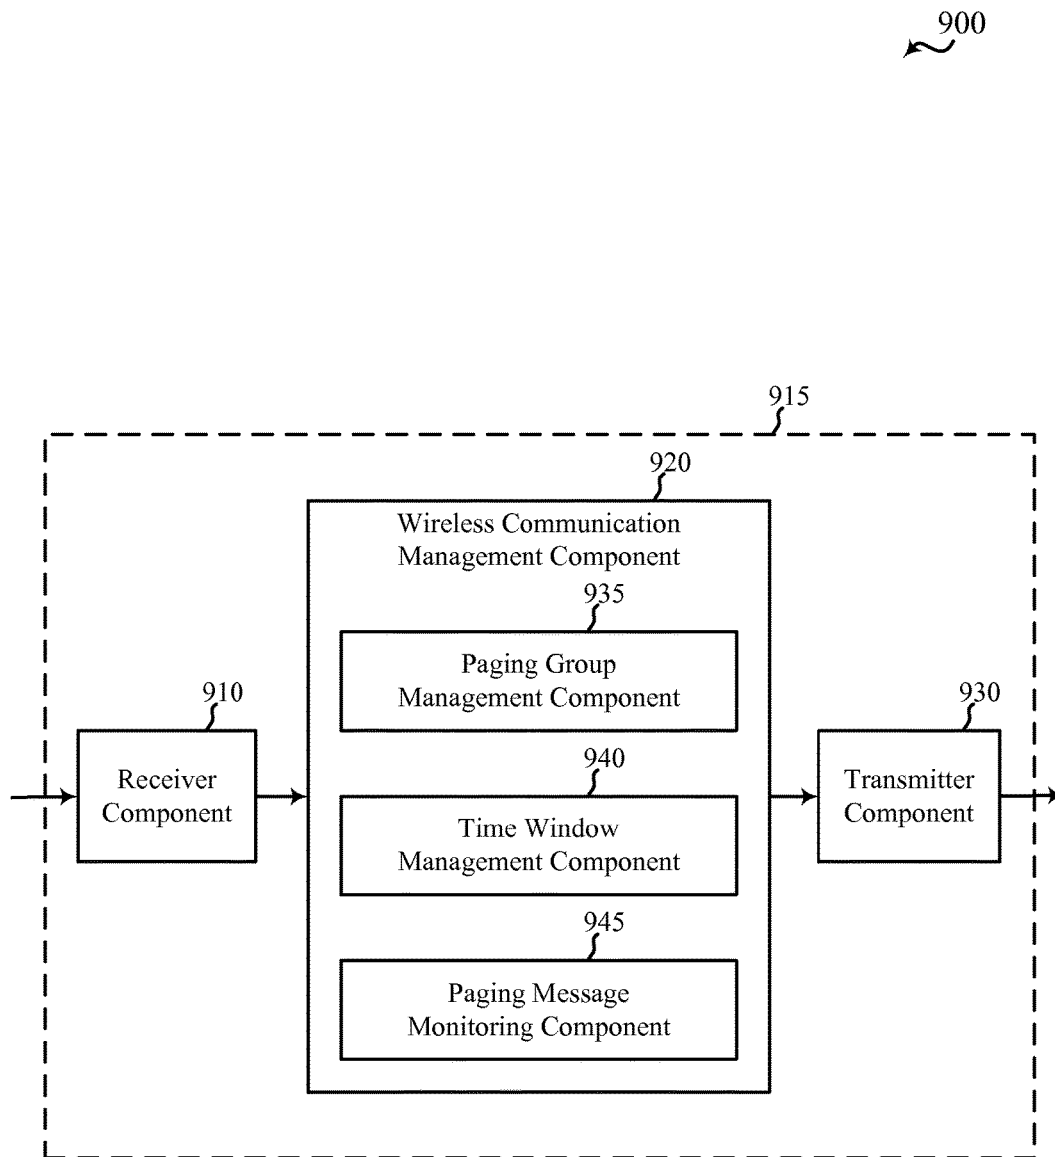 900
915
920
Wireless Communication
Management Component
935
Paging Group
Management Component
910
Receiver
Component
940
Time Window
Management Component
930
Transmitter
Component
945
Paging Message
Monitoring Component